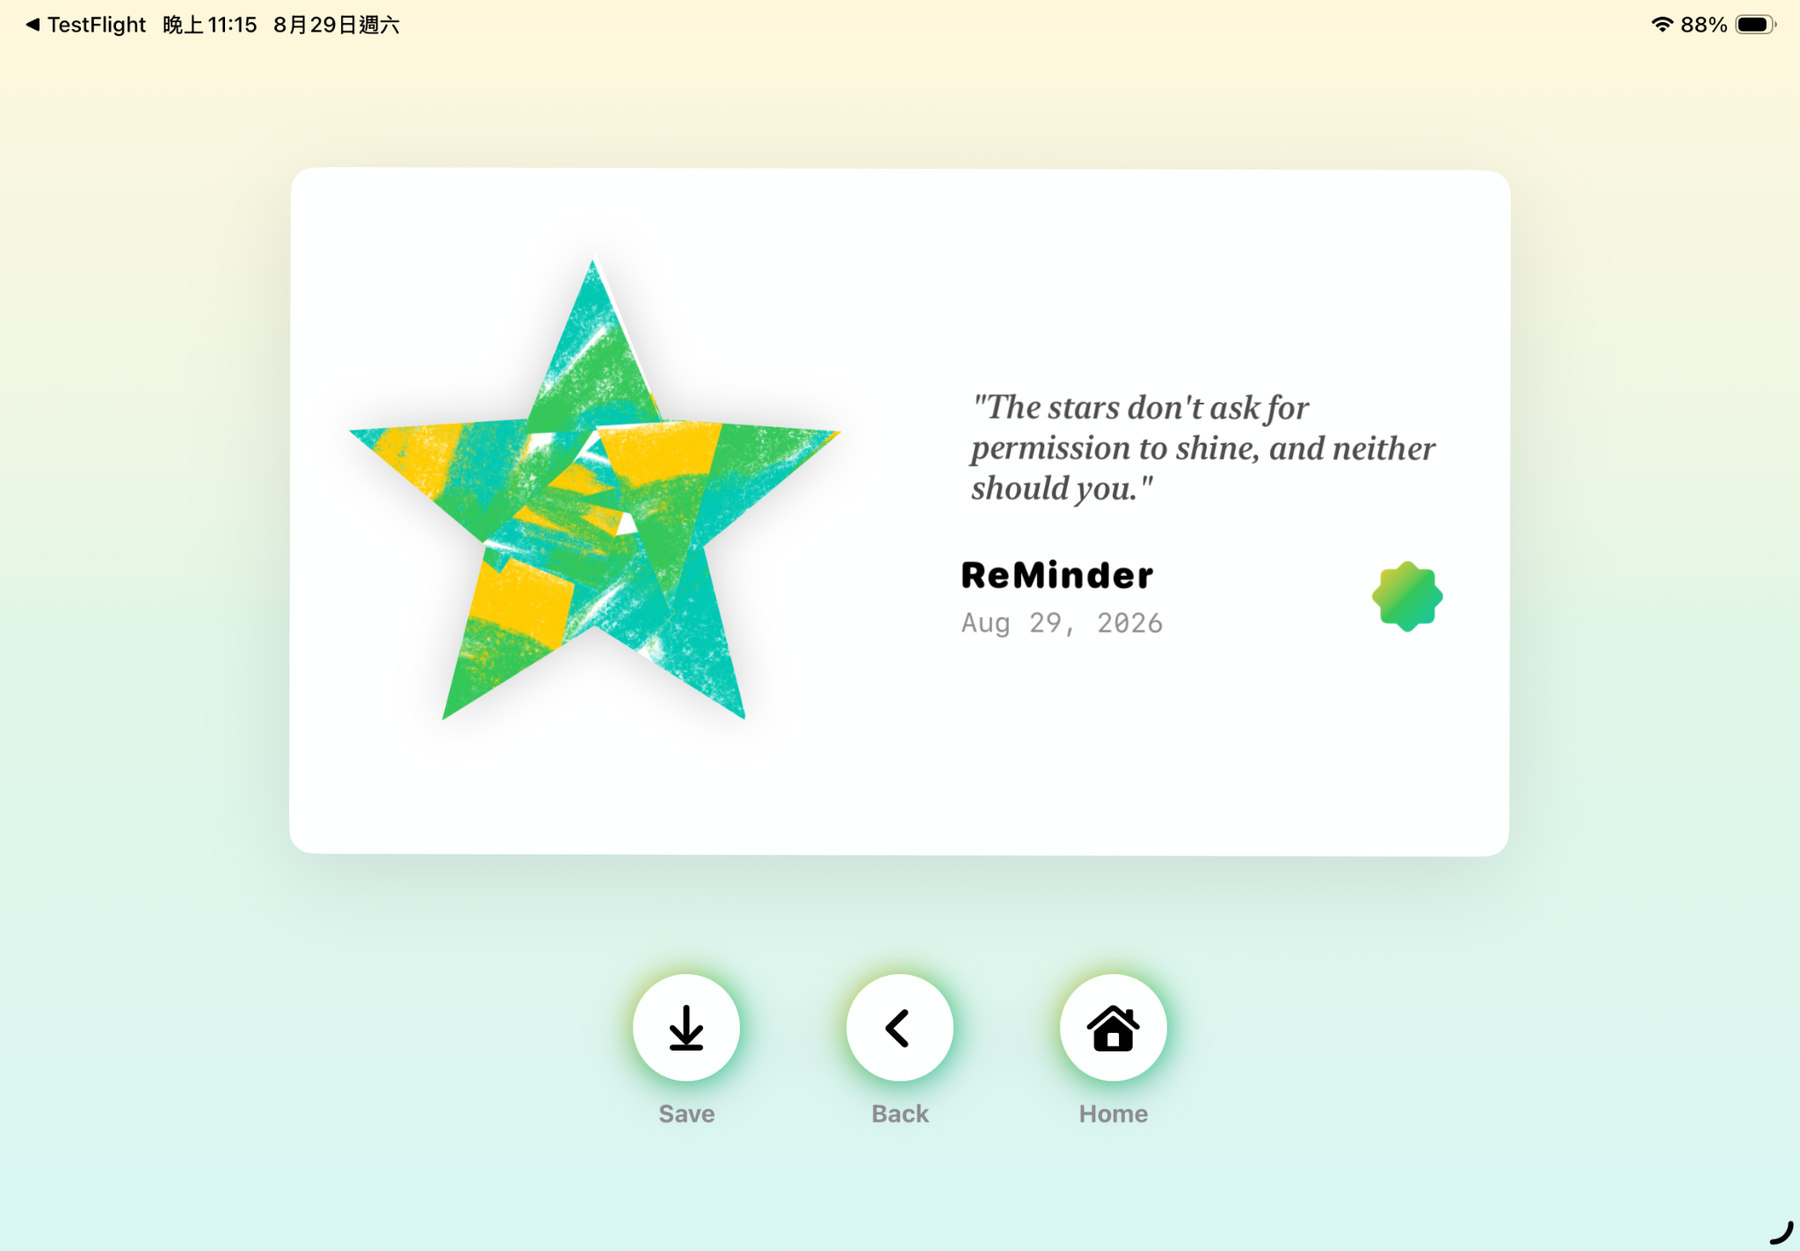 TestFlight 晚上11:15 8月29日週六 88%
"The stars don't ask for
permission to shine, and neither
should you."
ReMinder
Aug 29, 2026
Save Back Home